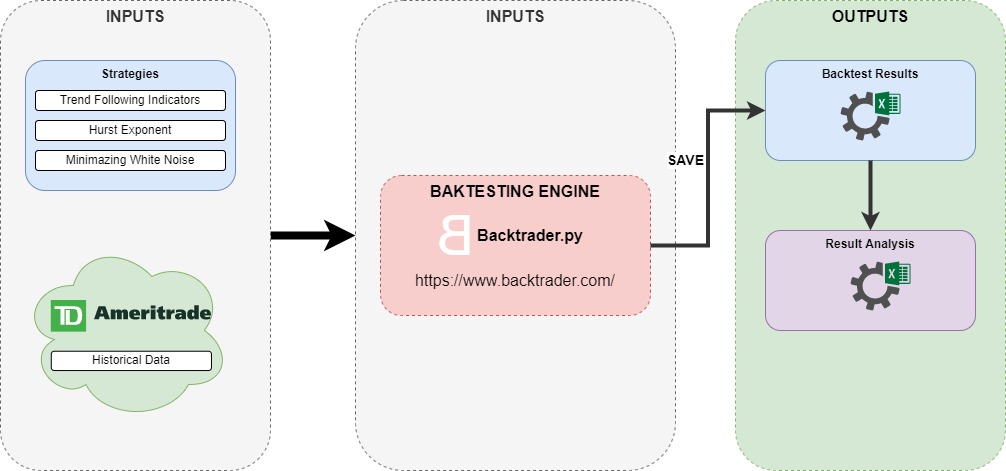 INPUTS
Strategies
Trend Following Indicators
Hurst Exponent
Minimazing White Noise
TD Ameritrade
Historical Data
INPUTS
BAKTESTING ENGINE
Backtrader.py
https://www.backtrader.com/
SAVE
OUTPUTS
Backtest Results
X
Result Analysis
X